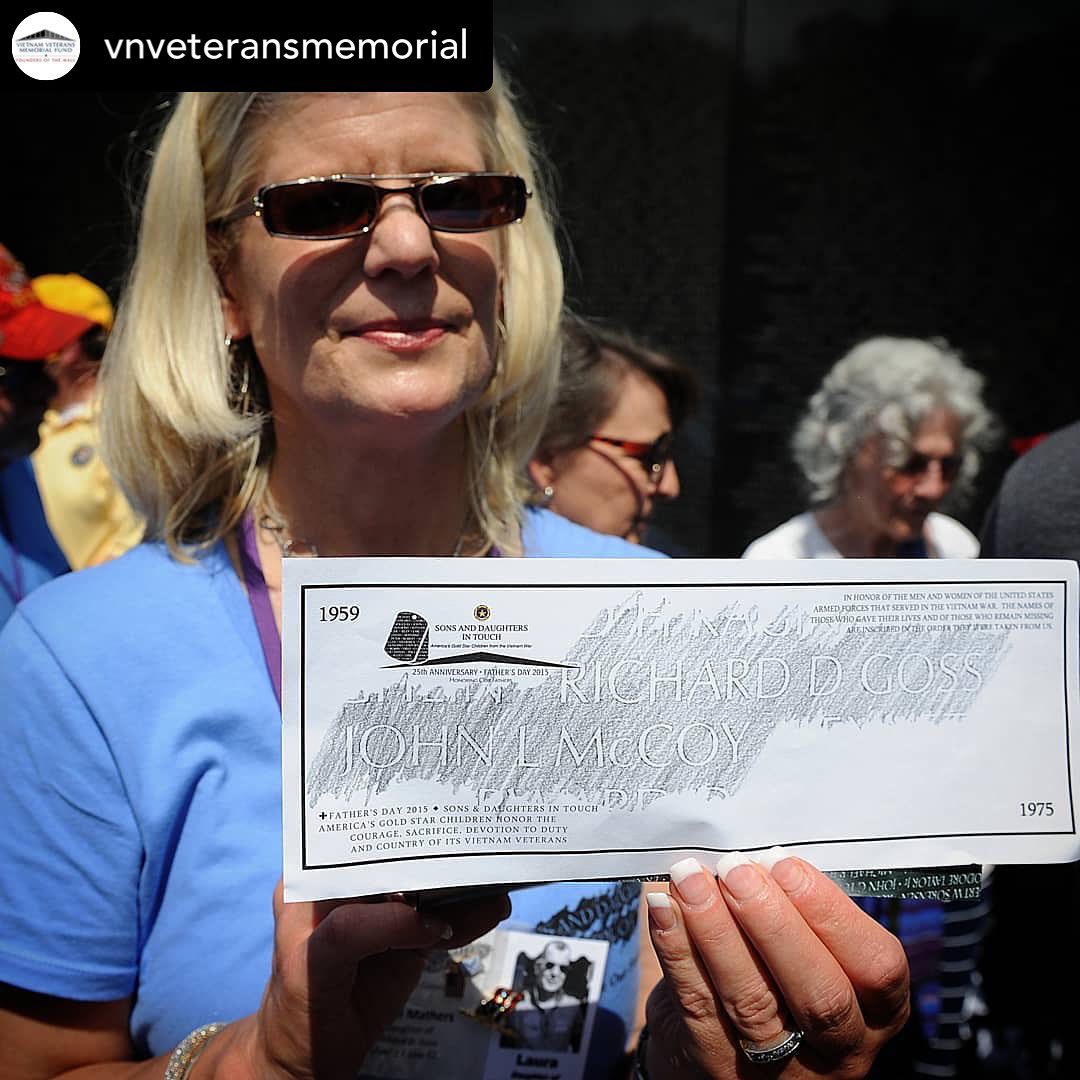 VIETNAM VETERANS
MEMORIAL FUND
FOUNDERS OF THE WALL
vnveteransmemorial
1959
SONS AND DAUGHTERS
IN TOUCH
America's Gold Star Children from the Vietnam War
25th ANNIVERSARY · FATHER'S DAY 2015
HONORING OUR FATHERS
IN HONOR OF THE MEN AND WOMEN OF THE UNITED STATES
ARMED FORCES THAT SERVED IN THE VIETNAM WAR. THE NAMES OF
THOSE WHO GAVE THEIR LIVES AND OF THOSE WHO REMAIN MISSING
ARE INSCRIBED IN THE ORDER THEY WERE TAKEN FROM US.
RICHARD D GOSS
JOHN L McCOY
FATHER'S DAY 2015 ◆ SONS & DAUGHTERS IN TOUCH
AMERICA'S GOLD STAR CHILDREN HONOR THE
COURAGE, SACRIFICE, DEVOTION TO DUTY
AND COUNTRY OF ITS VIETNAM VETERANS
1975
Mathers
Laura